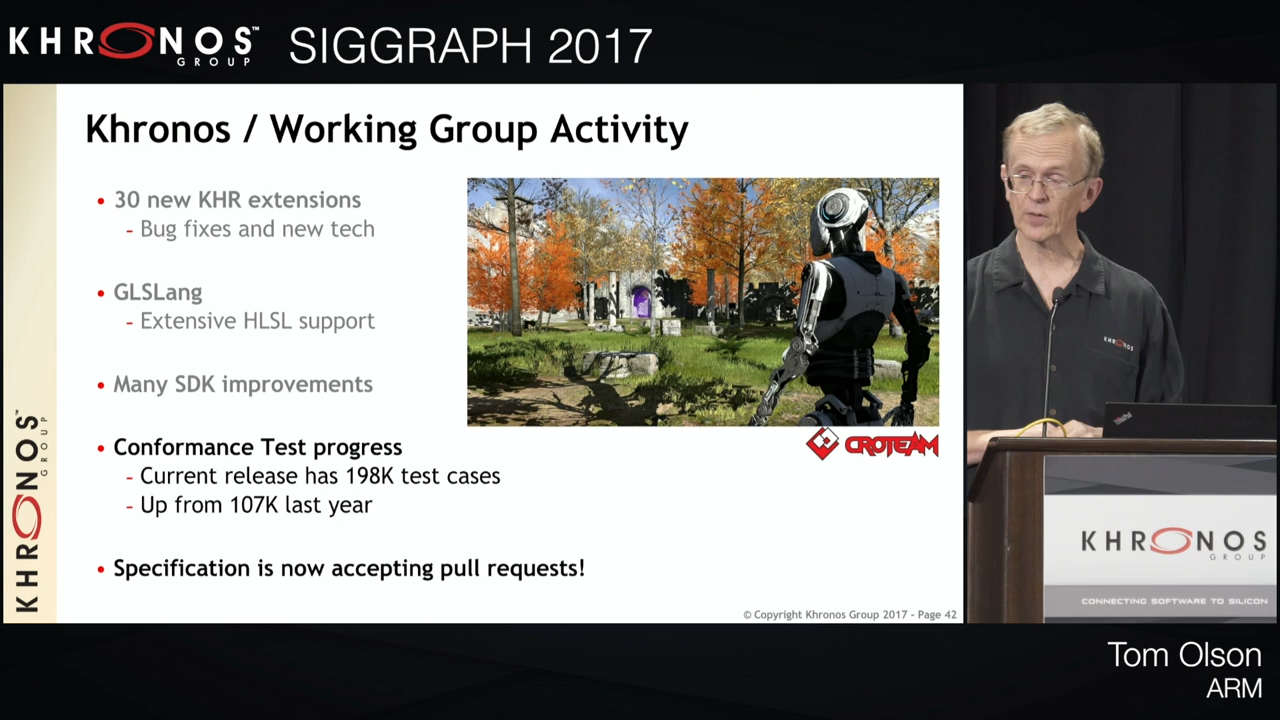 KHRONOS™
GROUP
SIGGRAPH 2017
Khronos / Working Group Activity
• 30 new KHR extensions
- Bug fixes and new tech
• GLSLang
- Extensive HLSL support
• Many SDK improvements
• Conformance Test progress
- Current release has 198K test cases
- Up from 107K last year
• Specification is now accepting pull requests!
CROTEAM
© Copyright Khronos Group 2017 - Page 42
KHRONOS™
GROUP
KHRONOS
ThinkPad
KHRONOS
GROUP
CONNECTING SOFTWARE TO SILICON
Tom Olson
ARM